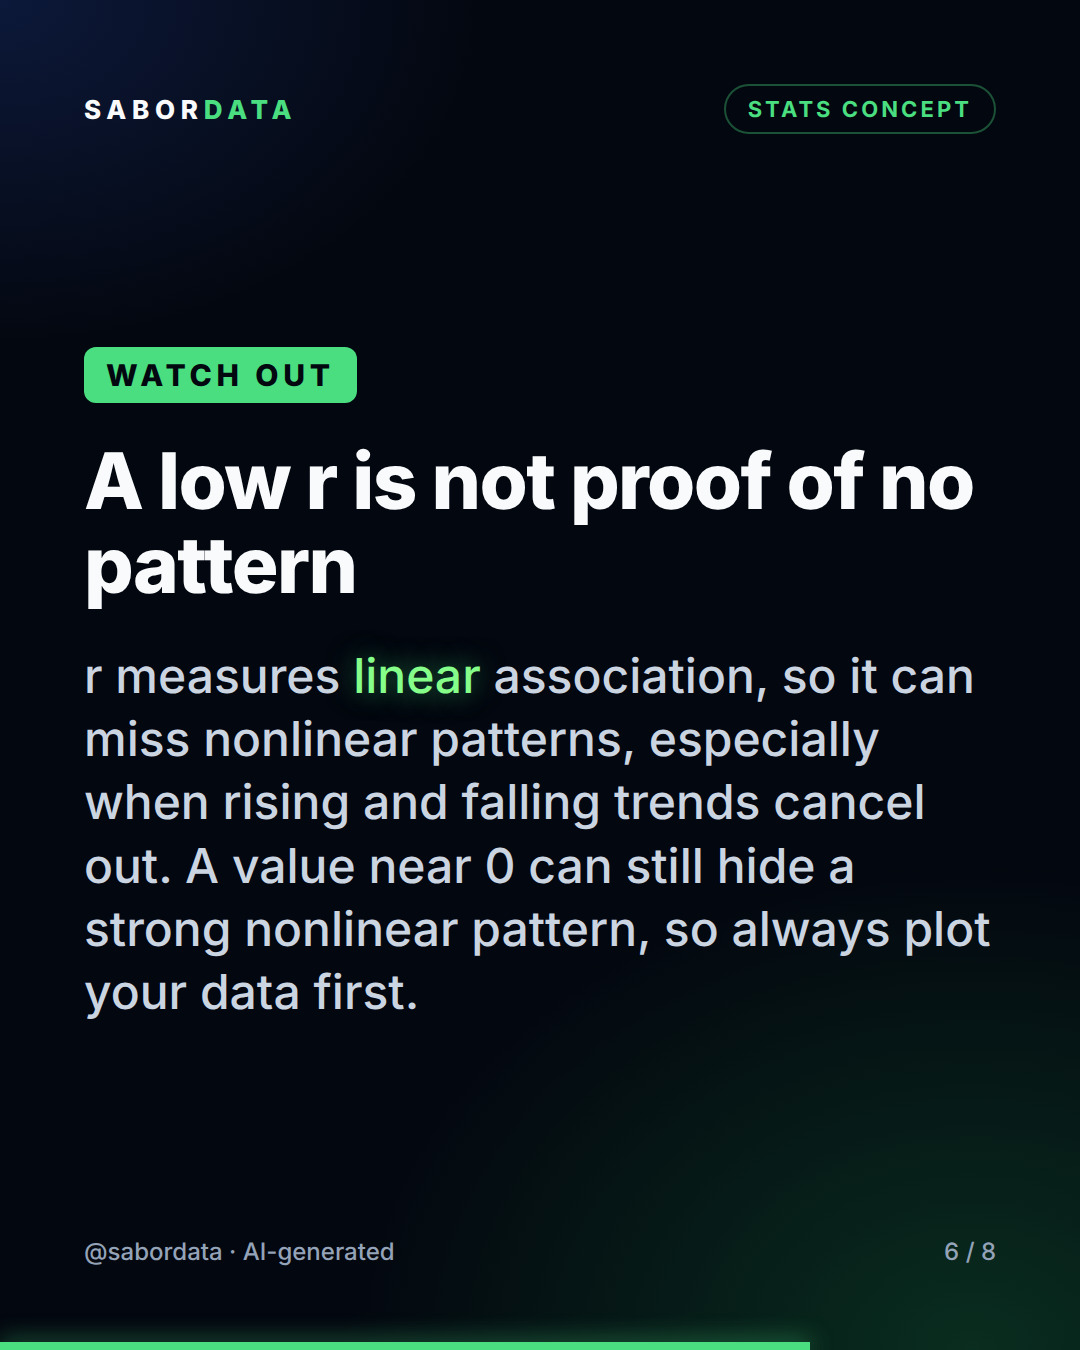 SABORDATA
STATS CONCEPT
WATCH OUT
A low r is not proof of no
pattern
r measures linear association, so it can
miss nonlinear patterns, especially
when rising and falling trends cancel
out. A value near 0 can still hide a
strong nonlinear pattern, so always plot
your data first.
@sabordata · AI-generated
6 / 8